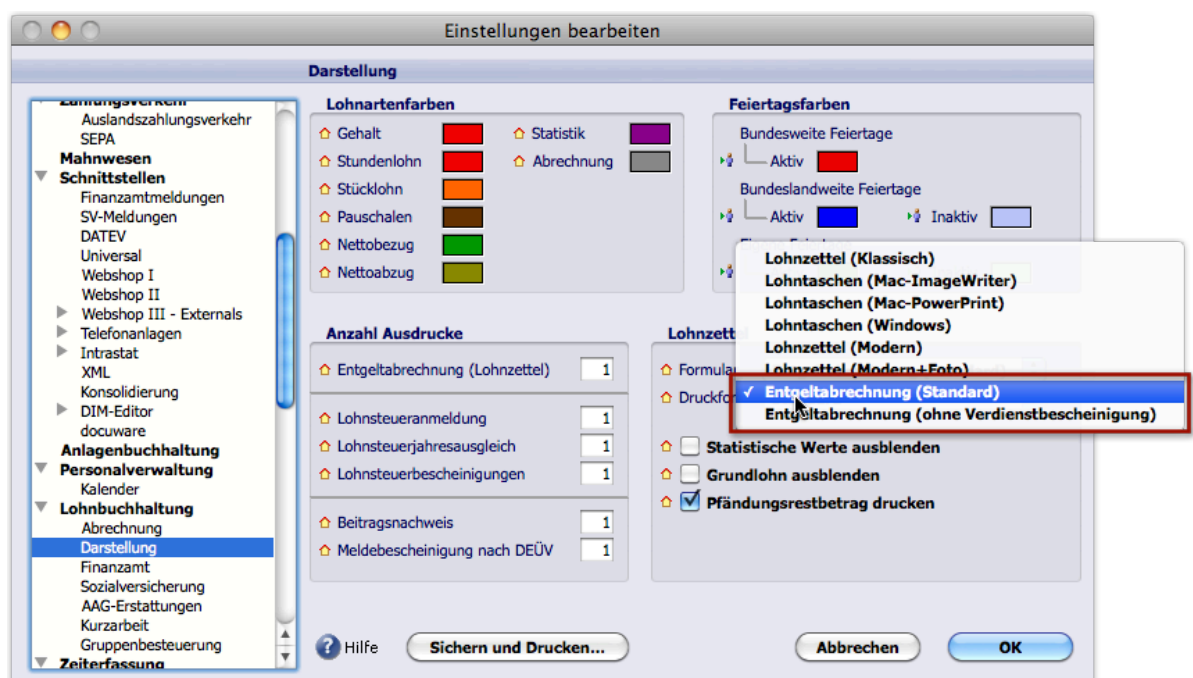 Einstellungen bearbeiten
Darstellung
Zahlungsverkehr
Auslandszahlungsverkehr
SEPA
Mahnwesen
Schnittstellen
Finanzamtmeldungen
SV-Meldungen
DATEV
Universal
Webshop I
Webshop II
Webshop III - Externals
Telefonanlagen
Intrastat
XML
Konsolidierung
DIM-Editor
docuware
Anlagenbuchhaltung
Personalverwaltung
Kalender
Lohnbuchhaltung
Abrechnung
Darstellung
Finanzamt
Sozialversicherung
AAG-Erstattungen
Kurzarbeit
Gruppenbesteuerung
Zeiterfassung
Lohnartenfarben
Gehalt
Statistik
Stundenlohn
Abrechnung
Stücklohn
Pauschalen
Nettobezug
Nettoabzug
Feiertagsfarben
Bundesweite Feiertage
Aktiv
Bundeslandweite Feiertage
Aktiv
Inaktiv
Anzahl Ausdrucke
Entgeltabrechnung (Lohnzettel) 1
Lohnsteueranmeldung 1
Lohnsteuerjahresausgleich 1
Lohnsteuerbescheinigungen 1
Beitragsnachweis 1
Meldebescheinigung nach DEÜV 1
Lohnzettel
Formular
Druckfor
Lohnzettel (Klassisch)
Lohntaschen (Mac-ImageWriter)
Lohntaschen (Mac-PowerPrint)
Lohntaschen (Windows)
Lohnzettel (Modern)
Lohnzettel (Modern+Foto)
✓ Entgeltabrechnung (Standard)
Entgeltabrechnung (ohne Verdienstbescheinigung)
Statistische Werte ausblenden
Grundlohn ausblenden
Pfändungsrestbetrag drucken
Hilfe
Sichern und Drucken...
Abbrechen
OK